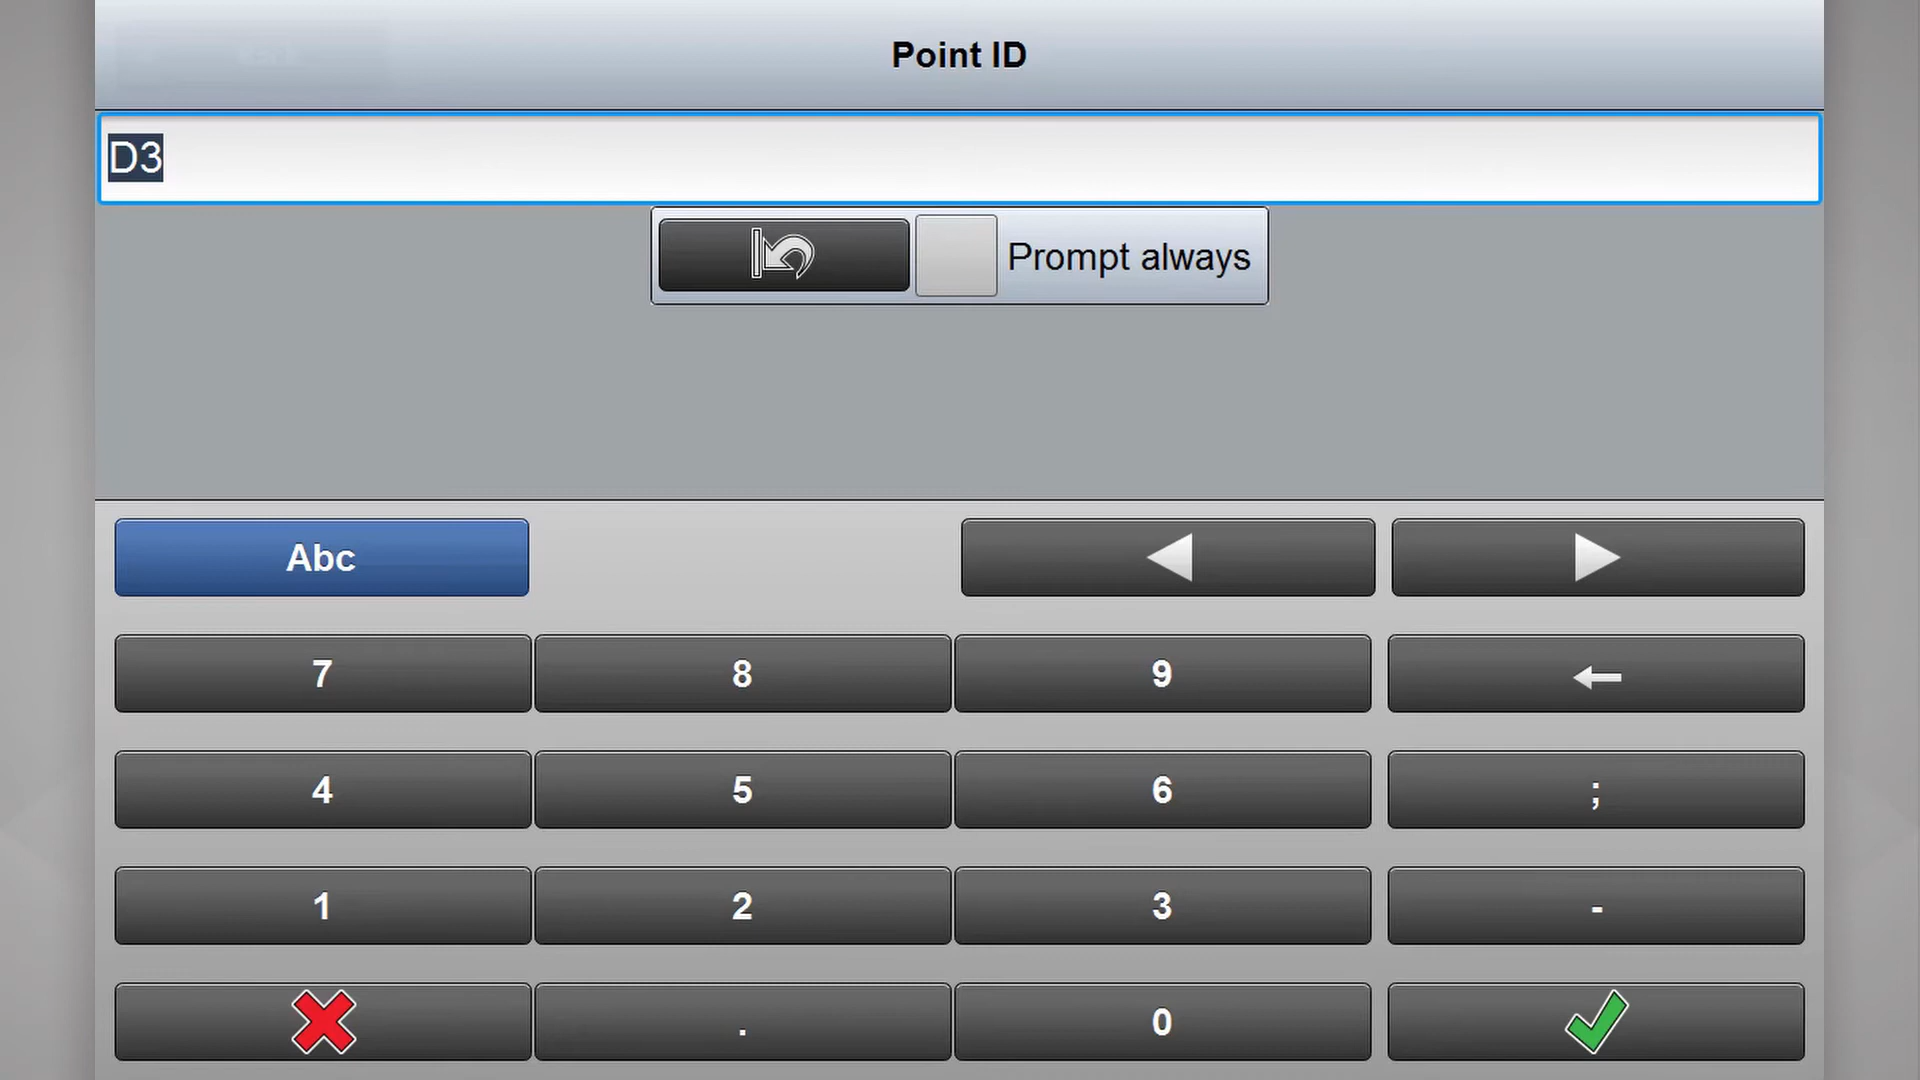 Point ID
D3
Prompt always
Abc
7 8 9
4 5 6 ;
1 2 3 -
. 0